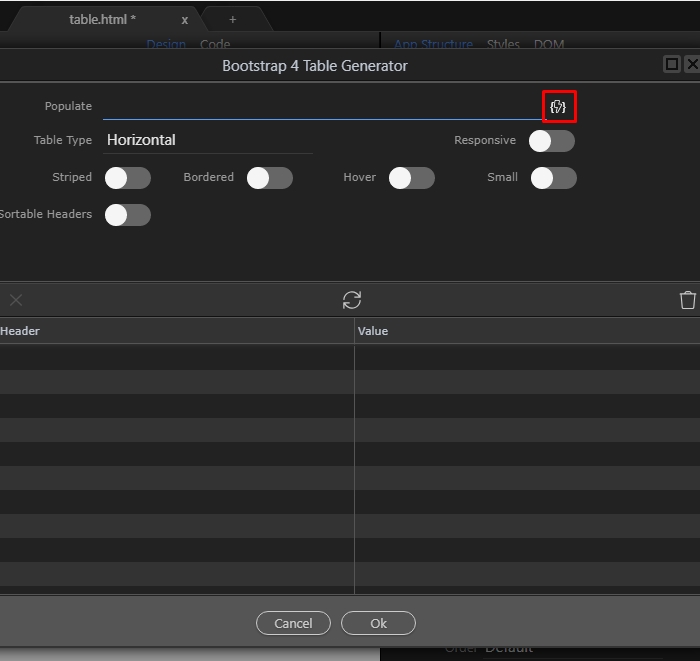 table.html * x +
Design Code App Structure Styles DOM
Bootstrap 4 Table Generator
Populate
Table Type Horizontal Responsive
Striped Bordered Hover Small
Sortable Headers
Header Value
Cancel Ok
Order Default